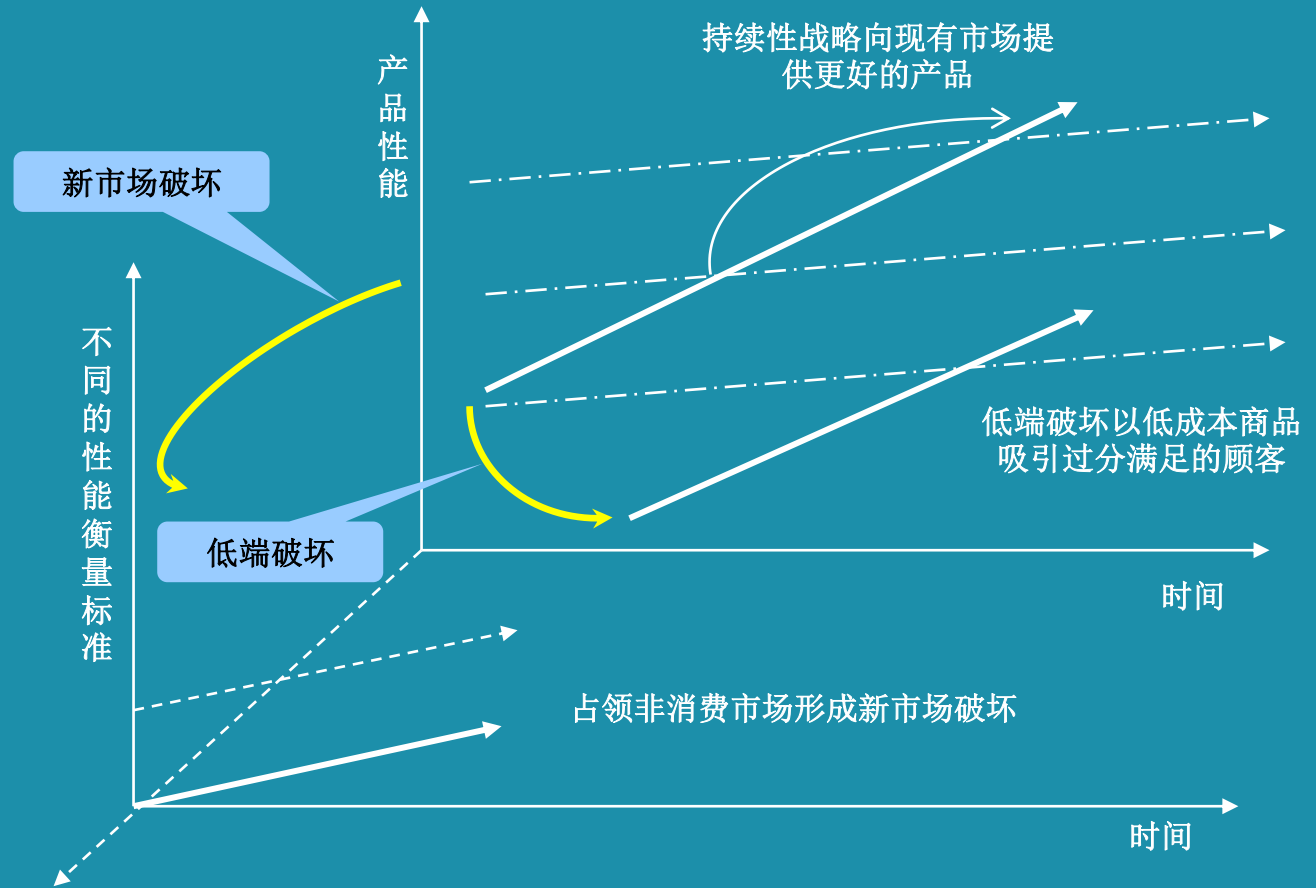 持续性战略向现有市场提
供更好的产品
产品性能
新市场破坏
不同的性能衡量标准
低端破坏以低成本商品
吸引过分满足的顾客
低端破坏
时间
占领非消费市场形成新市场破坏
时间